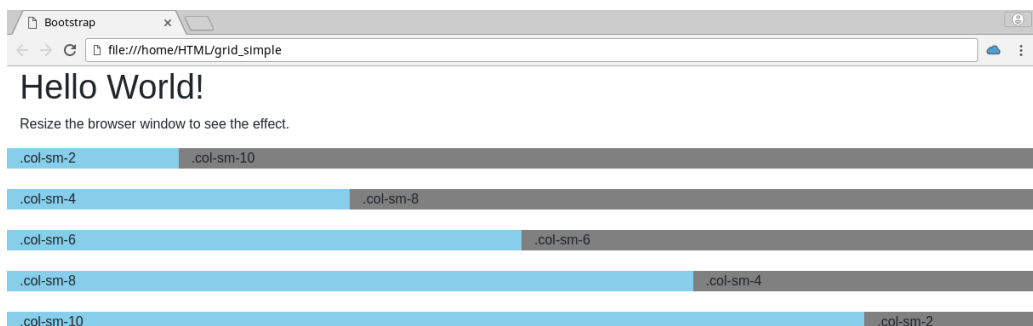 Bootstrap
file:///home/HTML/grid_simple
Hello World!
Resize the browser window to see the effect.
.col-sm-2 .col-sm-10
.col-sm-4 .col-sm-8
.col-sm-6 .col-sm-6
.col-sm-8 .col-sm-4
.col-sm-10 .col-sm-2